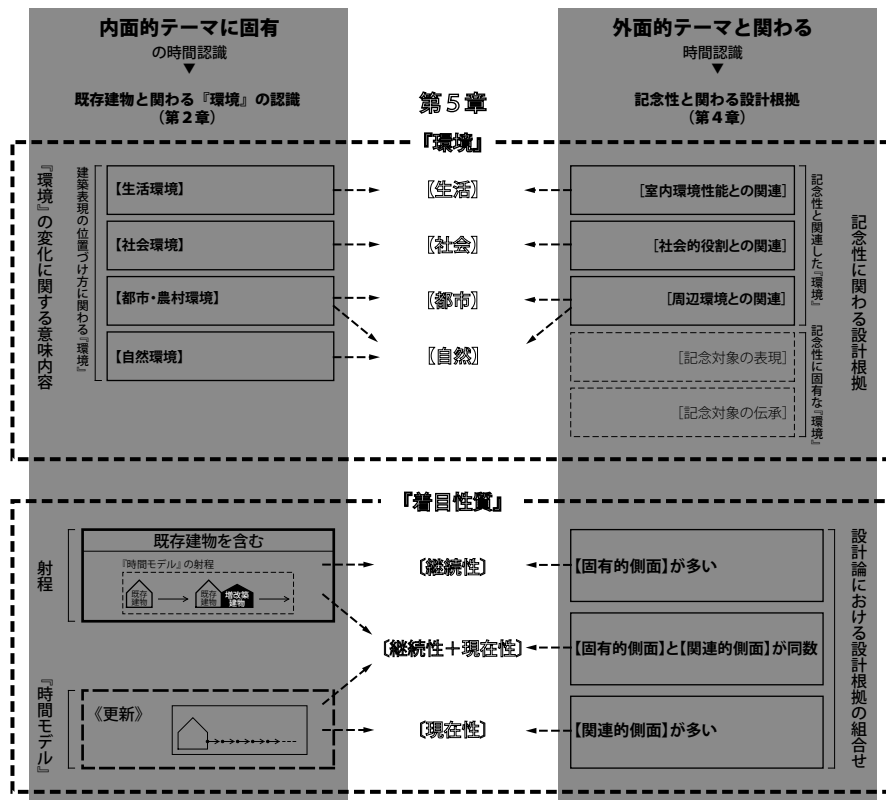 内面的テーマに固有
の時間認識
▼
既存建物と関わる『環境』の認識
（第２章）
外面的テーマと関わる
時間認識
▼
記念性と関わる設計根拠
（第４章）
第５章
『環境』
『環境』の変化に関する意味内容
建築表現の位置づけ方に関わる『環境』
【生活環境】
【社会環境】
【都市・農村環境】
【自然環境】
【生活】
【社会】
【都市】
【自然】
［室内環境性能との関連］
［社会的役割との関連］
［周辺環境との関連］
［記念対象の表現］
［記念対象の伝承］
記念性と関連した『環境』
記念性に固有な『環境』
記念性に関わる設計根拠
『着目性質』
射程
既存建物を含む
『時間モデル』の射程
既存
建物
既存
建物
増改築
建物
『時間モデル』
《更新》
〔継続性〕
〔継続性＋現在性〕
〔現在性〕
【固有的側面】が多い
【固有的側面】と【関連的側面】が同数
【関連的側面】が多い
設計論における設計根拠の組合せ